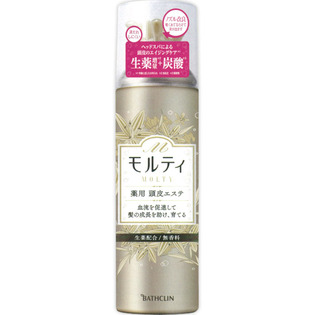 ヘッドスパによる
頭皮のエイジングケア
生薬 炭酸
M
モルティ
MOLTY
薬用 頭皮エステ
血流を促進して
髪の成長を助け、育てる
生薬配合/無香料
BATHCLIN